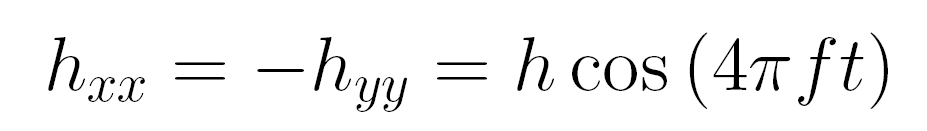 h_{xx} = -h_{yy} = h cos (4πft)